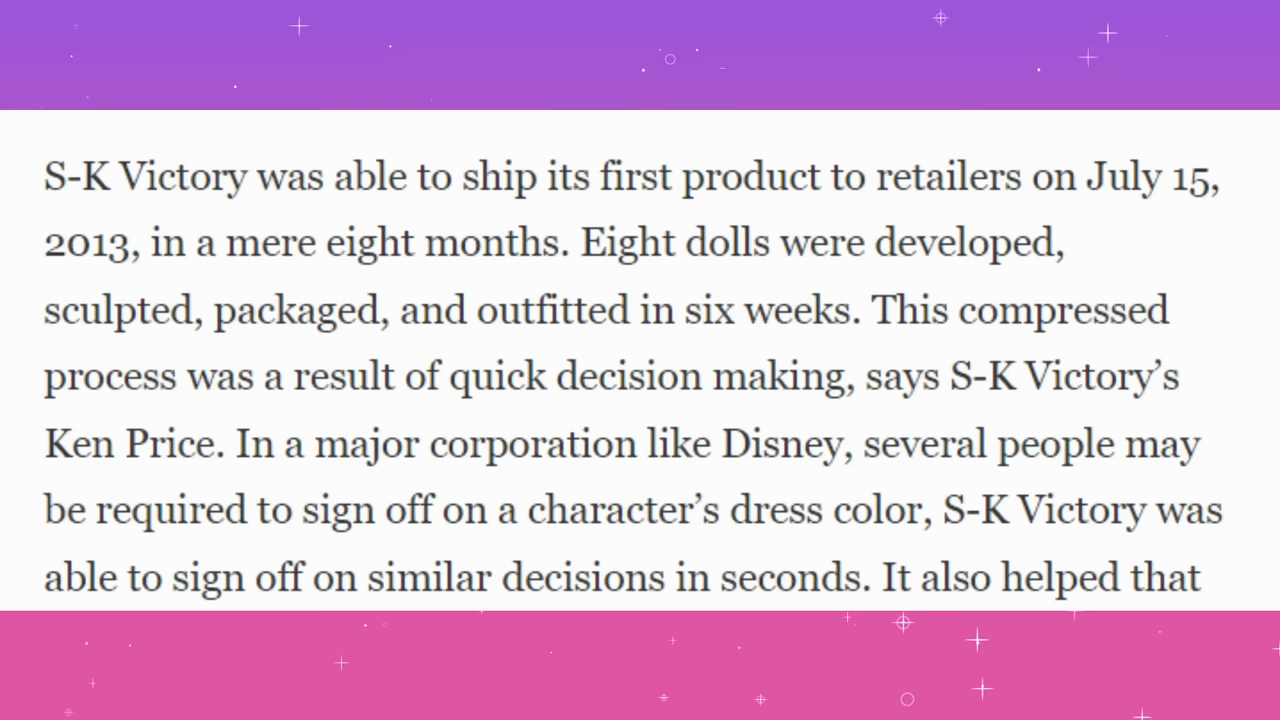 S-K Victory was able to ship its first product to retailers on July 15,
2013, in a mere eight months. Eight dolls were developed,
sculpted, packaged, and outfitted in six weeks. This compressed
process was a result of quick decision making, says S-K Victory’s
Ken Price. In a major corporation like Disney, several people may
be required to sign off on a character’s dress color, S-K Victory was
able to sign off on similar decisions in seconds. It also helped that